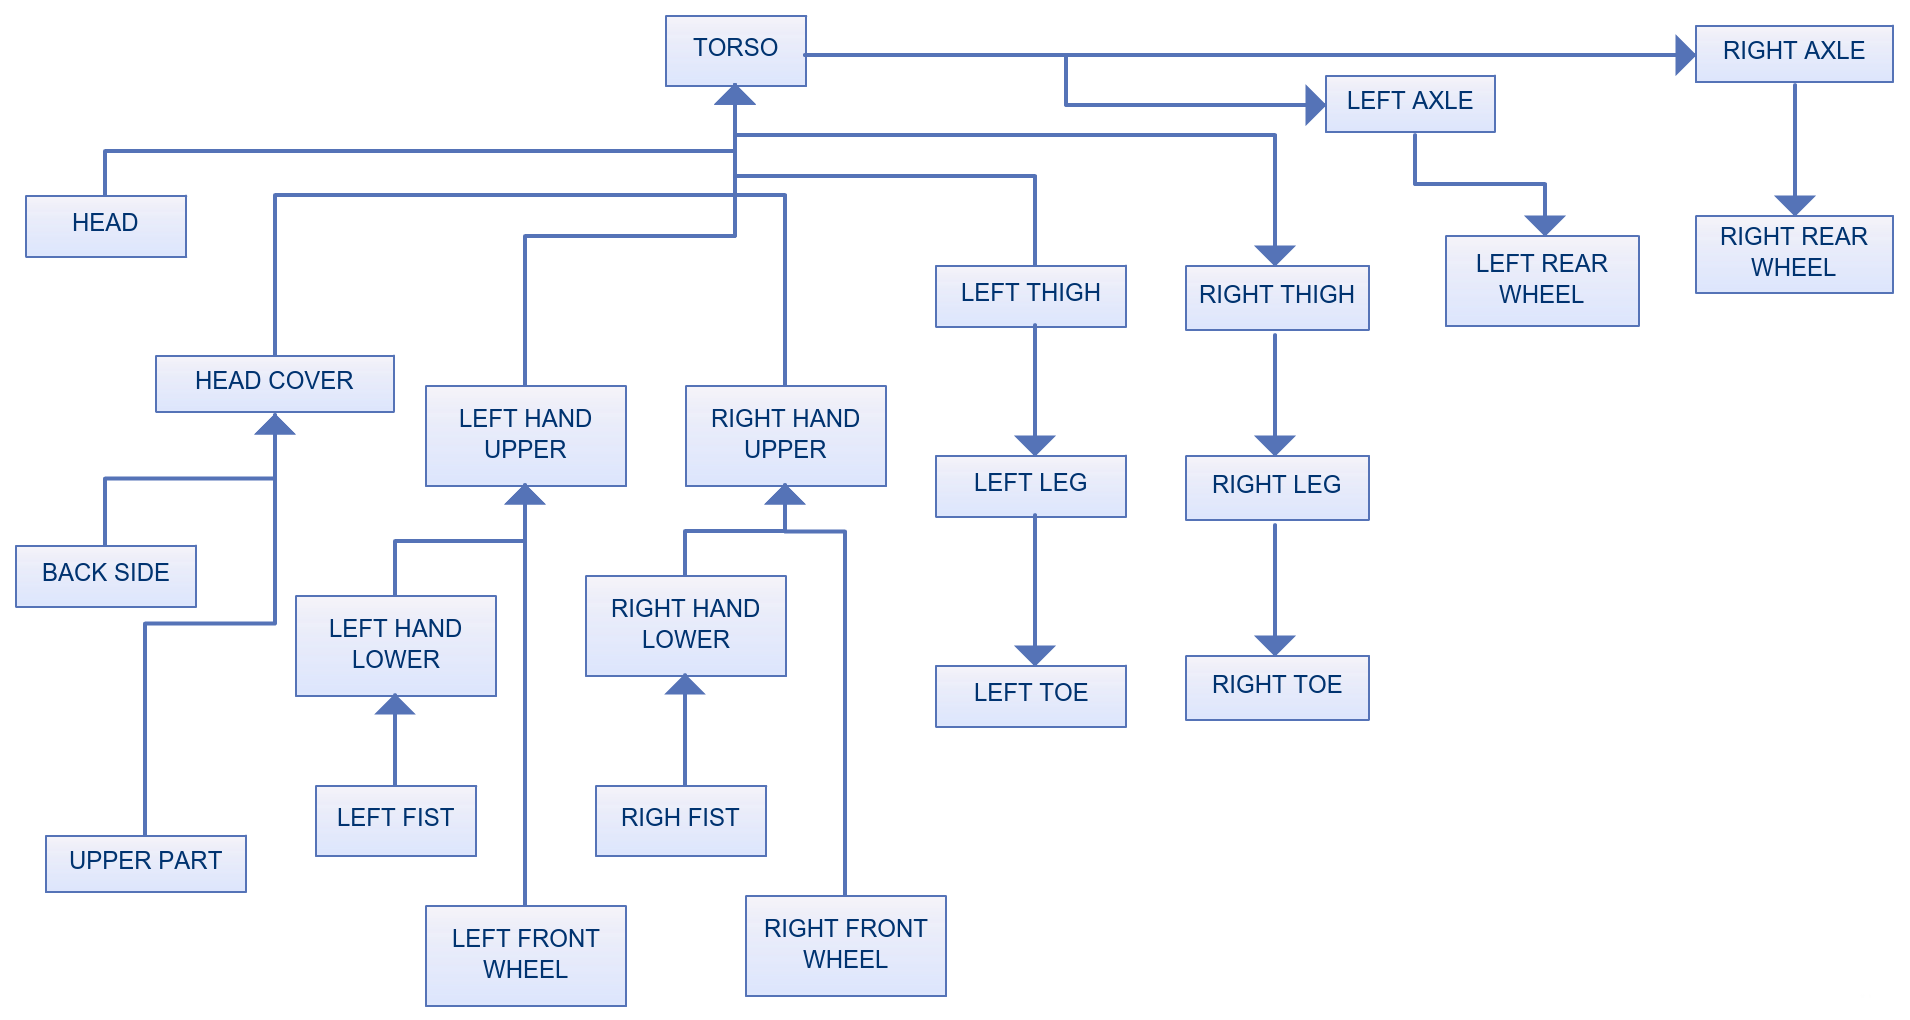 TORSO
RIGHT AXLE
LEFT AXLE
HEAD
RIGHT REAR
WHEEL
LEFT REAR
WHEEL
LEFT THIGH
RIGHT THIGH
HEAD COVER
LEFT HAND
UPPER
RIGHT HAND
UPPER
LEFT LEG
RIGHT LEG
BACK SIDE
LEFT HAND
LOWER
RIGHT HAND
LOWER
LEFT TOE
RIGHT TOE
LEFT FIST
RIGH FIST
UPPER PART
LEFT FRONT
WHEEL
RIGHT FRONT
WHEEL